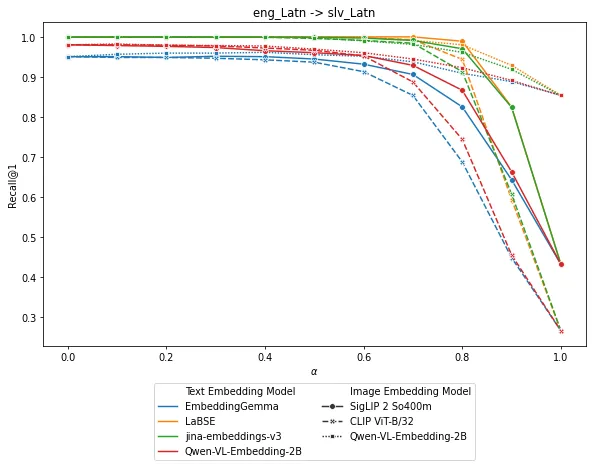 eng_Latn -> slv_Latn
Recall@1
1.0
0.9
0.8
0.7
0.6
0.5
0.4
0.3
0.0 0.2 0.4 0.6 0.8 1.0
α
Text Embedding Model Image Embedding Model
EmbeddingGemma SigLIP 2 So400m
LaBSE CLIP ViT-B/32
jina-embeddings-v3 Qwen-VL-Embedding-2B
Qwen-VL-Embedding-2B